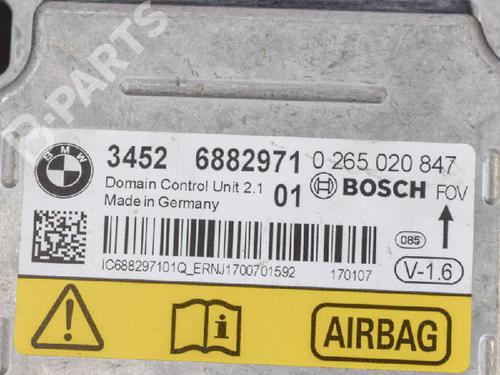 B-PARTS
BMW
3452 6882971 0 265 020 847
Domain Control Unit 2.1 01 BOSCH FOV
Made in Germany
085
IC688297101Q_ERNJ1700701592 170107 V-1.6
AIRBAG